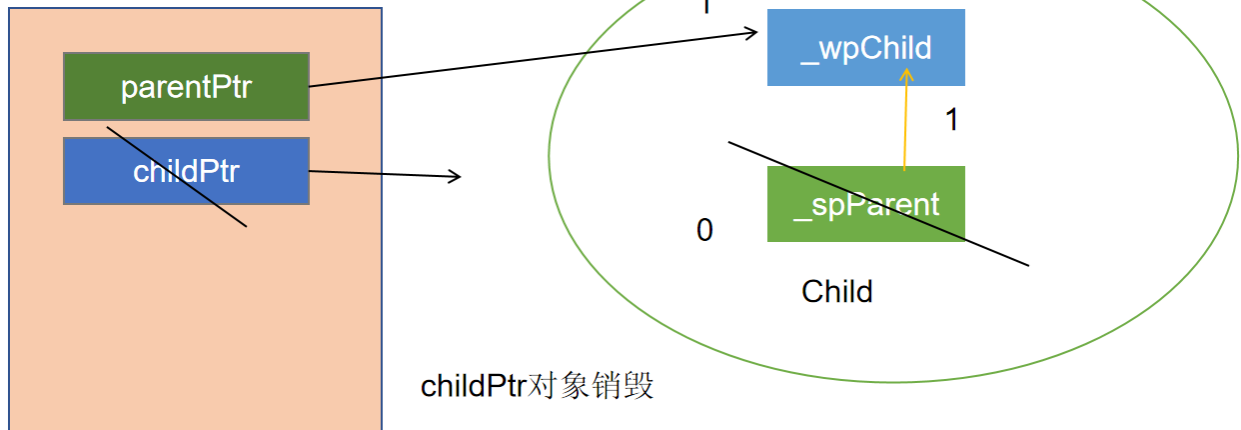 parentPtr
childPtr
1
_wpChild
1
_spParent
0
Child
childPtr对象销毁